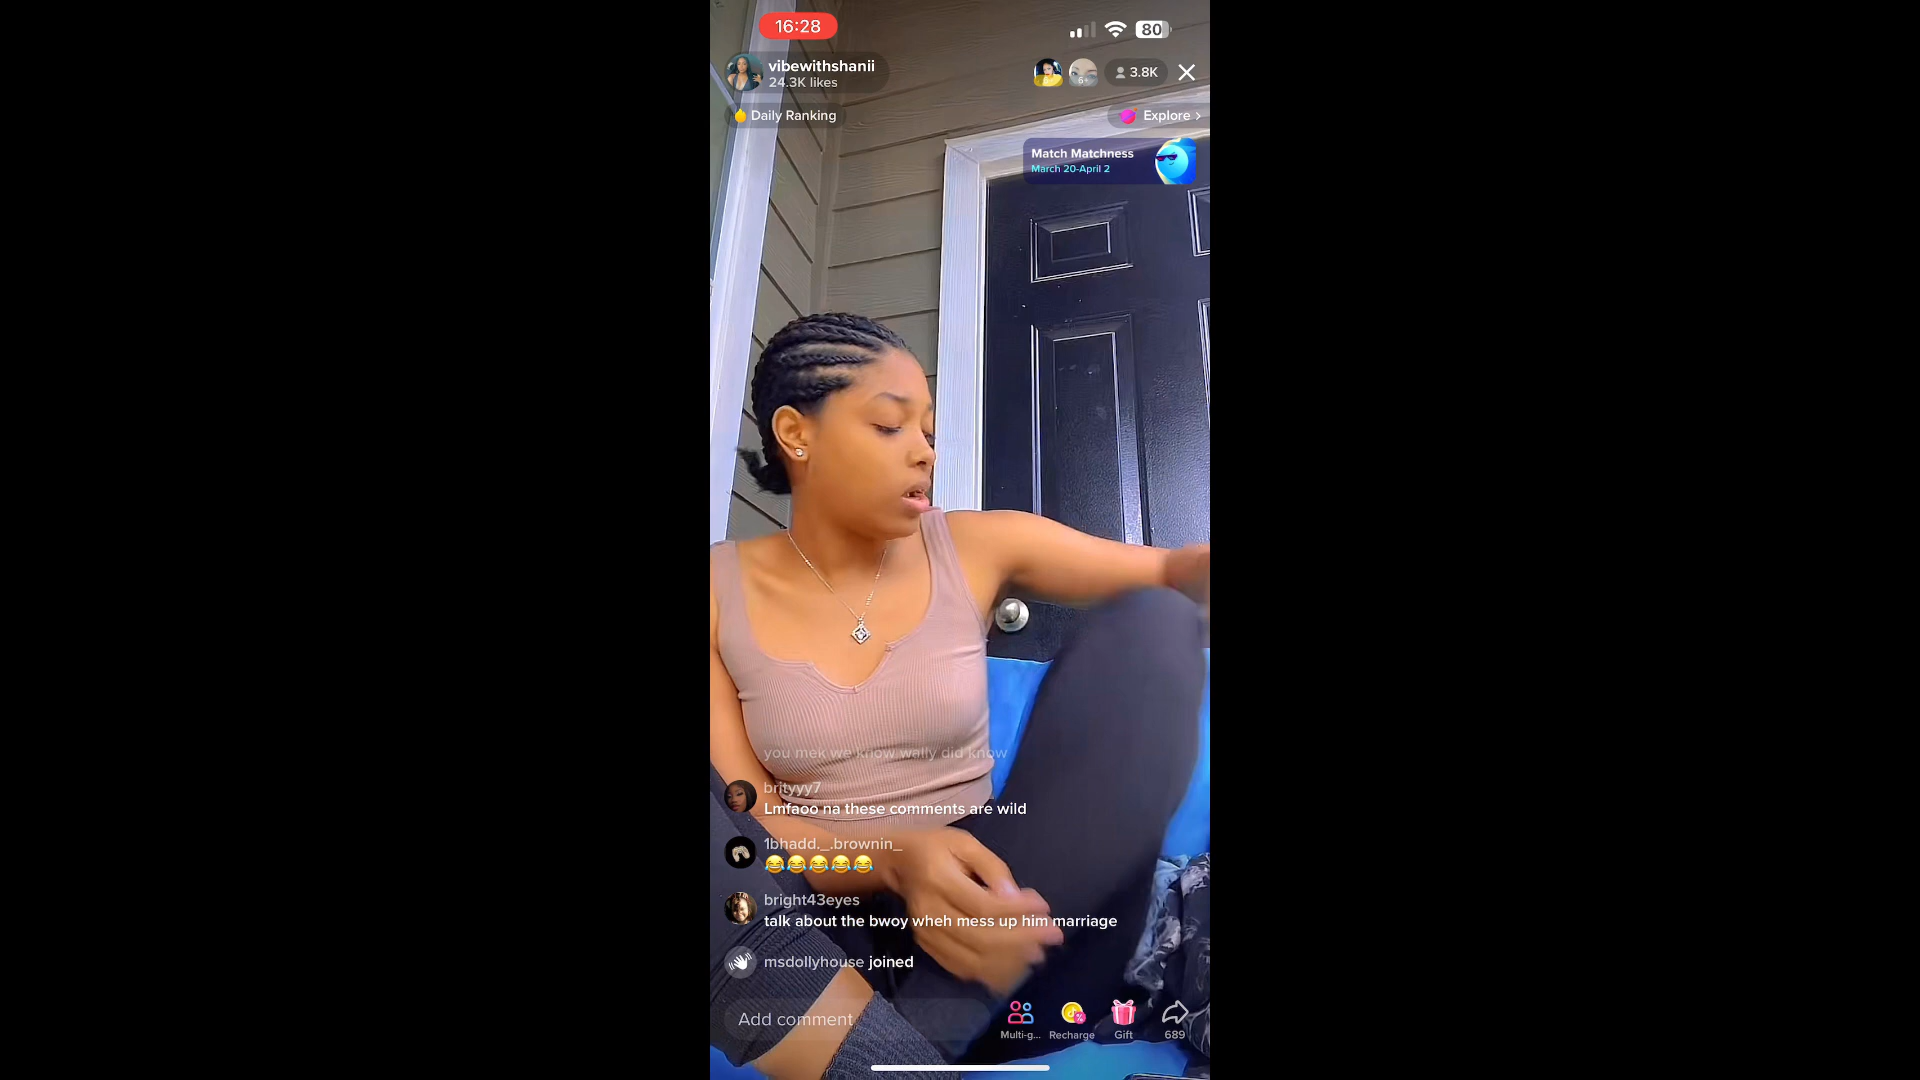 16:28
80
vibewithshanii
24.3K likes
6+
3.8K
Daily Ranking
Explore >
Match Matchness
March 20-April 2
you mek we know wally did know
brityyy7
Lmfaoo na these comments are wild
1bhadd._.brownin_
😂😂😂😂😂
bright43eyes
talk about the bwoy wheh mess up him marriage
msdollyhouse joined
Add comment
Multi-g...
Recharge
Gift
689